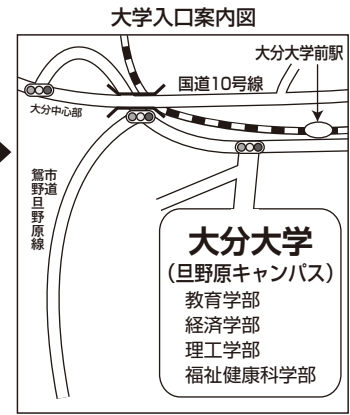 大学入口案内図
大分大学前駅
国道10号線
大分中心部
市道
鴛野旦野原線
大分大学
(旦野原キャンパス)
教育学部
経済学部
理工学部
福祉健康科学部